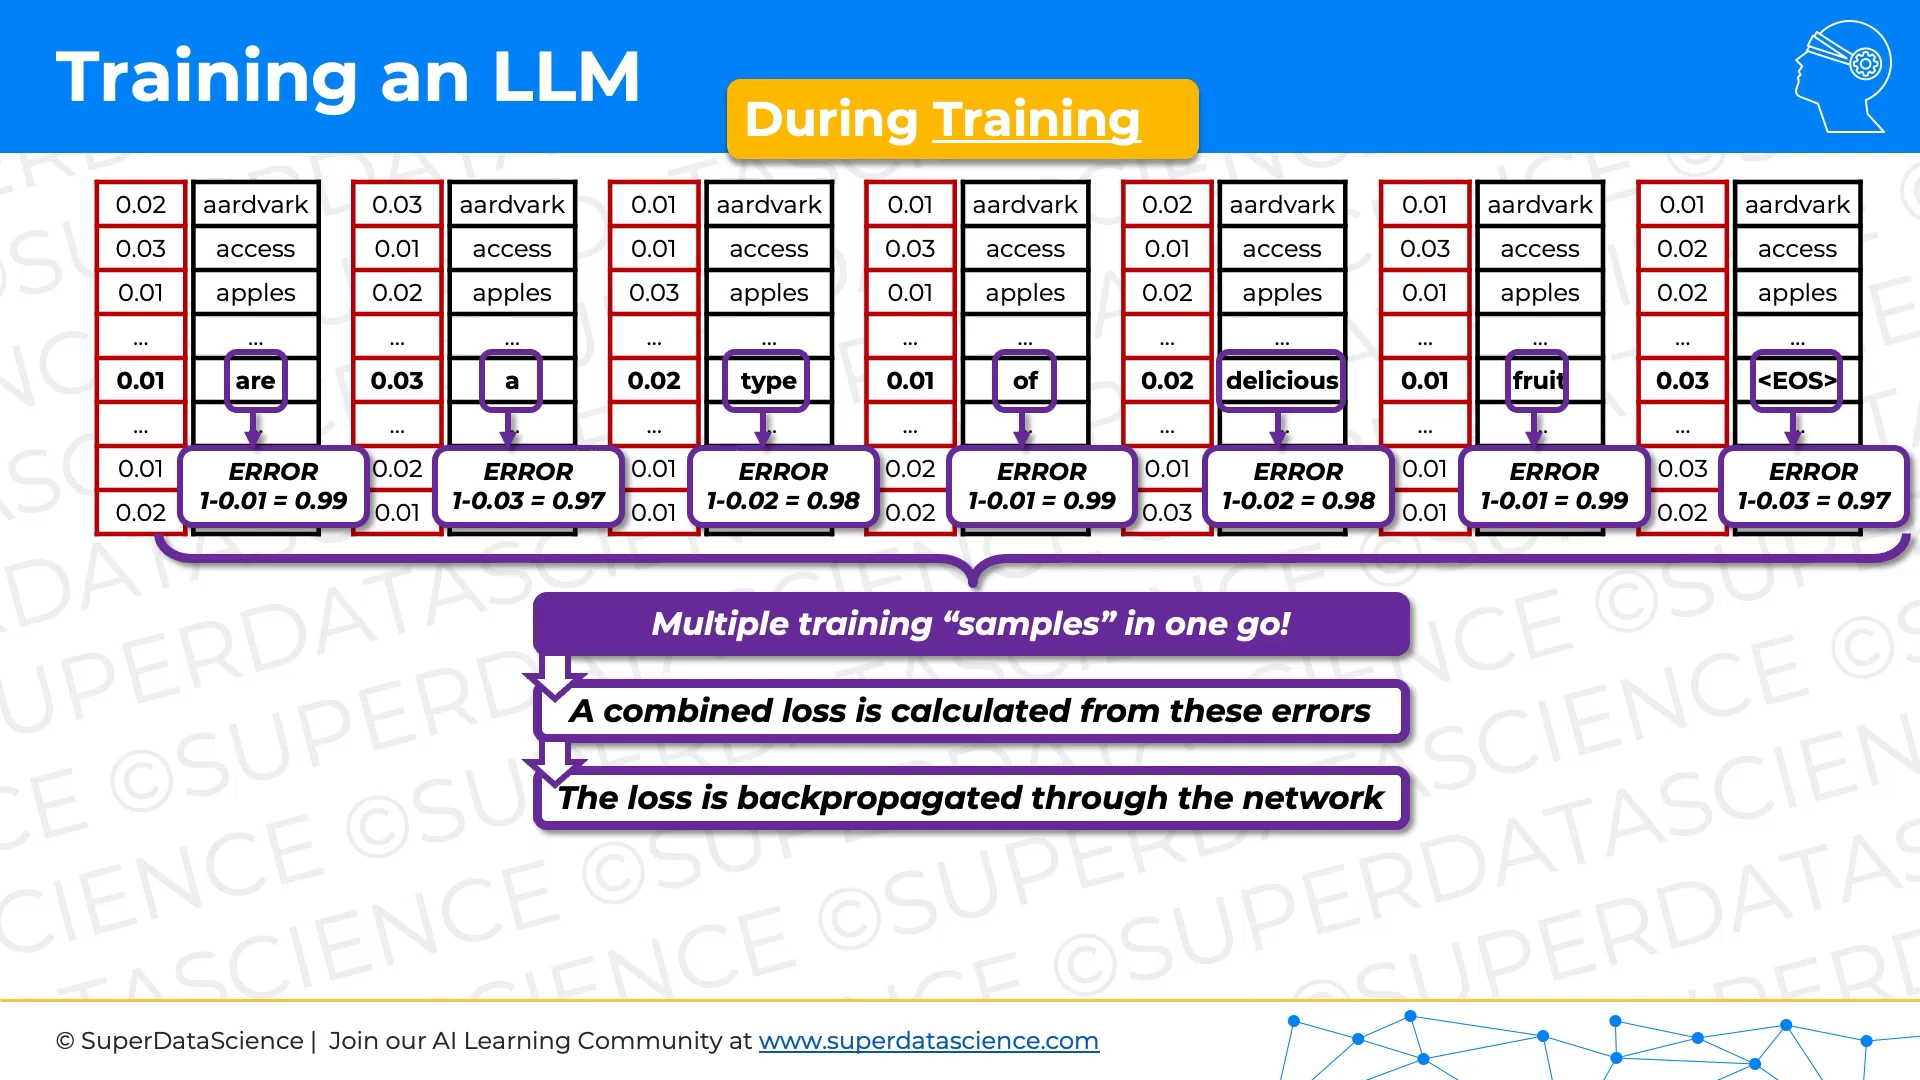 Training an LLM
During Training
0.02 aardvark 0.03 aardvark 0.01 aardvark 0.01 aardvark 0.02 aardvark 0.01 aardvark 0.01 aardvark
0.03 access 0.01 access 0.01 access 0.03 access 0.01 access 0.03 access 0.02 access
0.01 apples 0.02 apples 0.03 apples 0.01 apples 0.02 apples 0.01 apples 0.02 apples
... ... ... ... ... ... ... ... ... ... ... ... ... ...
0.01 are 0.03 a 0.02 type 0.01 of 0.02 delicious 0.01 fruit 0.03 <EOS>
... ... ... ... ... ... ... ... ... ... ... ... ... ...
0.01 ERROR 0.02 ERROR 0.01 ERROR 0.02 ERROR 0.01 ERROR 0.01 ERROR 0.03 ERROR
1-0.01 = 0.99 1-0.03 = 0.97 1-0.02 = 0.98 1-0.01 = 0.99 1-0.02 = 0.98 1-0.01 = 0.99 1-0.03 = 0.97
0.02 0.01 0.01 0.02 0.03 0.01 0.02
Multiple training “samples” in one go!
A combined loss is calculated from these errors
The loss is backpropagated through the network
© SuperDataScience | Join our AI Learning Community at www.superdatascience.com